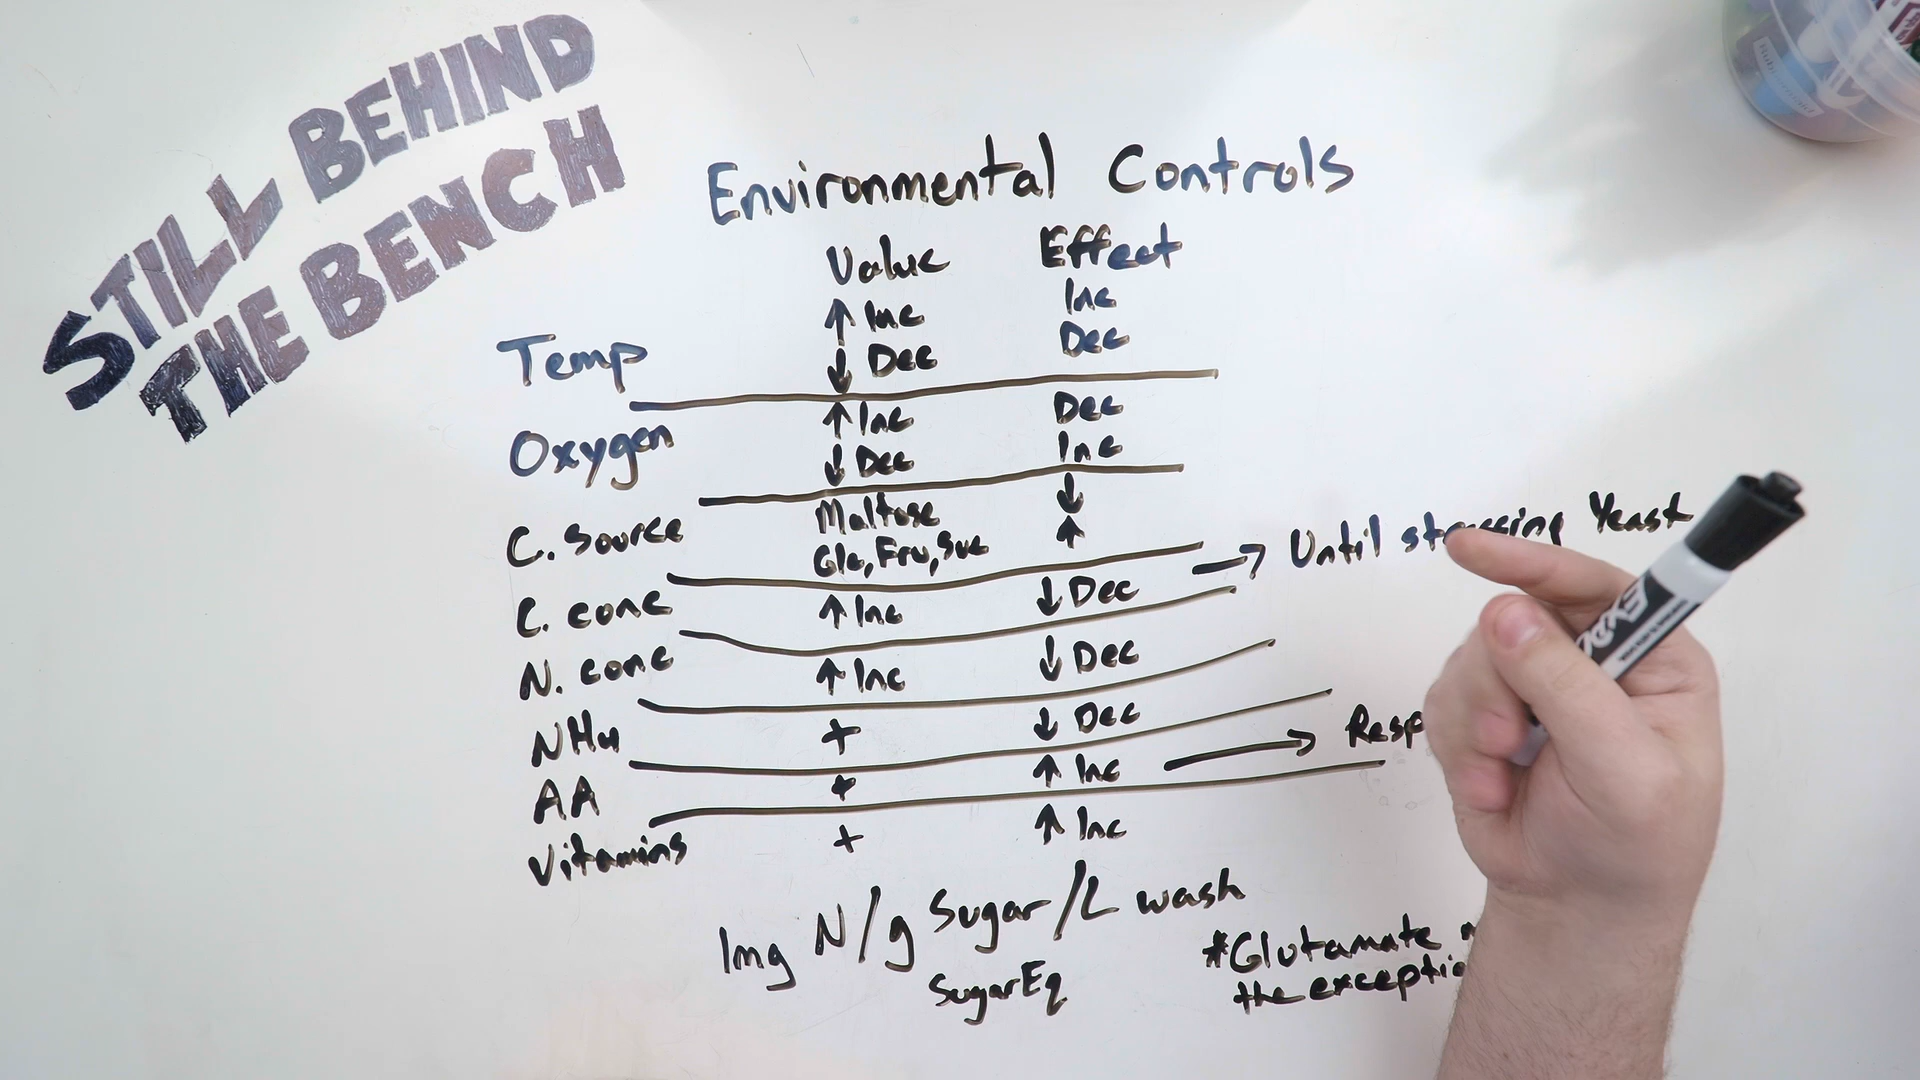 STILL BEHIND
THE BENCH
Environmental Controls
Value Effect
Temp ↑ Inc Inc
↓ Dec Dec
Oxygen ↑ Inc Dec
↓ Dec Inc
C. Source Maltose ↓
Glc, Fru, Suc ↑
C. conc ↑ Inc ↓ Dec → Until stressing Yeast
N. conc ↑ Inc ↓ Dec
NH4 + ↓ Dec
AA + ↑ Inc → Resp
Vitamins + ↑ Inc
1mg N/g Sugar/L wash
SugarEq
*Glutamate
the exceptio
EXPO